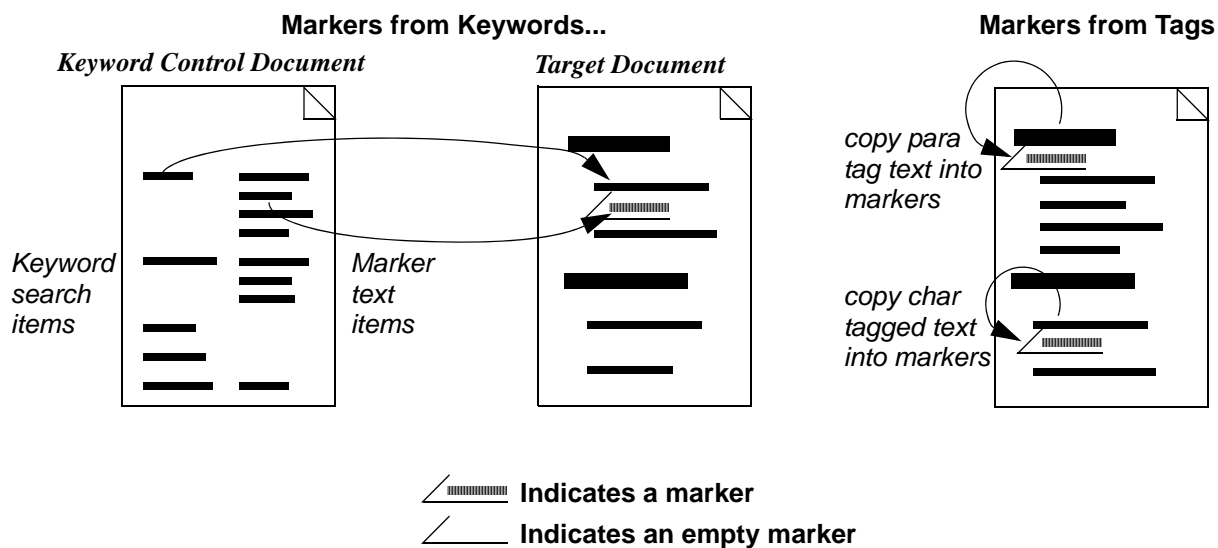 Markers from Keywords...
Keyword Control Document
Target Document
Keyword
search
items
Marker
text
items
Markers from Tags
copy para
tag text into
markers
copy char
tagged text
into markers
Indicates a marker
Indicates an empty marker